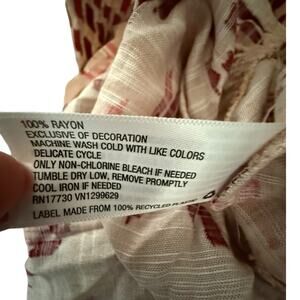 100% RAYON
EXCLUSIVE OF DECORATION
MACHINE WASH COLD WITH LIKE COLORS
DELICATE CYCLE
ONLY NON-CHLORINE BLEACH IF NEEDED
TUMBLE DRY LOW, REMOVE PROMPTLY
COOL IRON IF NEEDED
RN17730 VN1299629
LABEL MADE FROM 100% RECYCLED